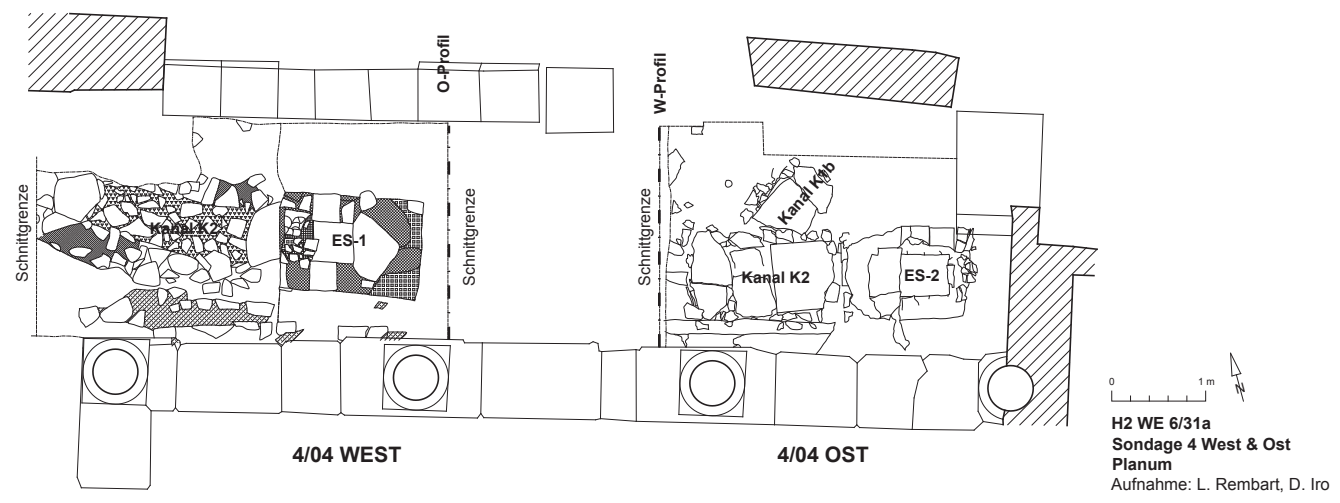 O-Profil
W-Profil
Schnittgrenze
Kanal K2
ES-1
Schnittgrenze
Schnittgrenze
Kanal K1b
Kanal K2
ES-2
4/04 WEST
4/04 OST
0 1 m
N
H2 WE 6/31a
Sondage 4 West & Ost
Planum
Aufnahme: L. Rembart, D. Iro